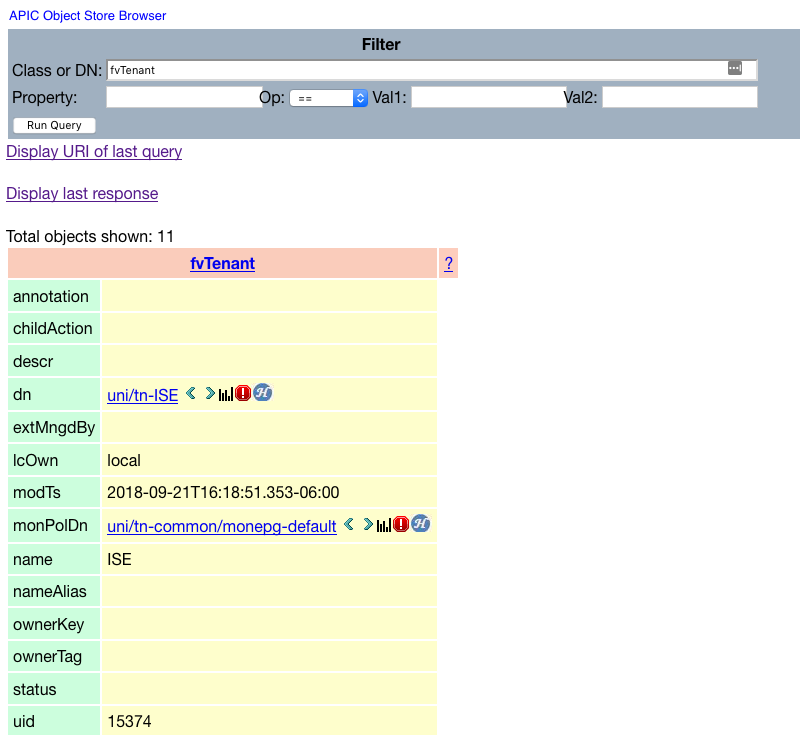 APIC Object Store Browser
Filter
Class or DN: fvTenant
Property: Op: == Val1: Val2:
Run Query
Display URI of last query
Display last response
Total objects shown: 11
fvTenant ?
annotation
childAction
descr
dn uni/tn-ISE H
extMngdBy
lcOwn local
modTs 2018-09-21T16:18:51.353-06:00
monPolDn uni/tn-common/monepg-default H
name ISE
nameAlias
ownerKey
ownerTag
status
uid 15374